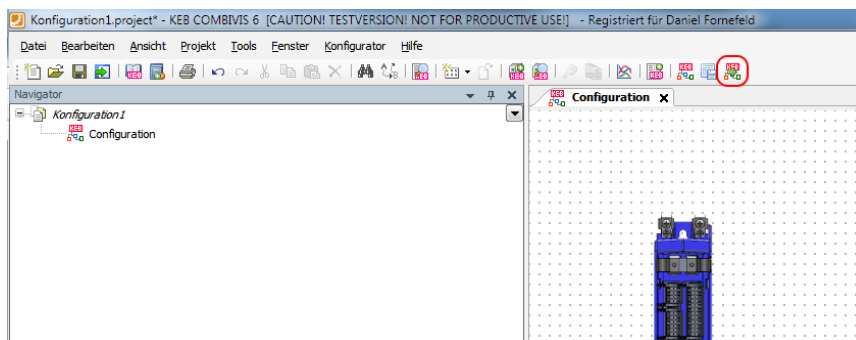 Konfiguration1.project* - KEB COMBIVIS 6 [CAUTION! TESTVERSION! NOT FOR PRODUCTIVE USE!] - Registriert für Daniel Fornefeld
Datei Bearbeiten Ansicht Projekt Tools Fenster Konfigurator Hilfe
Navigator
Configuration
Konfiguration1
Configuration